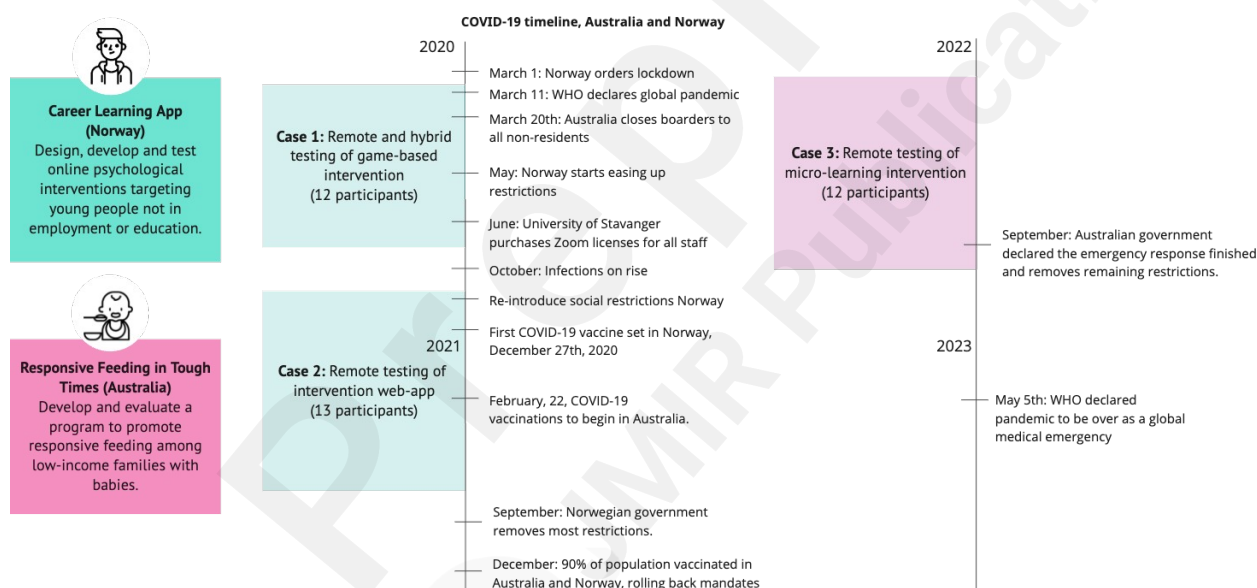 COVID-19 timeline, Australia and Norway
Career Learning App
(Norway)
Design, develop and test
online psychological
interventions targeting
young people not in
employment or education.
Responsive Feeding in Tough
Times (Australia)
Develop and evaluate a
program to promote
responsive feeding among
low-income families with
babies.
Case 1: Remote and hybrid
testing of game-based
intervention
(12 participants)
Case 2: Remote testing of
intervention web-app
(13 participants)
2020
March 1: Norway orders lockdown
March 11: WHO declares global pandemic
March 20th: Australia closes boarders to
all non-residents
May: Norway starts easing up
restrictions
June: University of Stavanger
purchases Zoom licenses for all staff
October: Infections on rise
Re-introduce social restrictions Norway
First COVID-19 vaccine set in Norway,
December 27th, 2020
2021
February, 22, COVID-19
vaccinations to begin in Australia.
September: Norwegian government
removes most restrictions.
December: 90% of population vaccinated in
Australia and Norway, rolling back mandates
Case 3: Remote testing of
micro-learning intervention
(12 participants)
2022
September: Australian government
declared the emergency response finished
and removes remaining restrictions.
2023
May 5th: WHO declared
pandemic to be over as a global
medical emergency
Prepr
JMIR Publicat